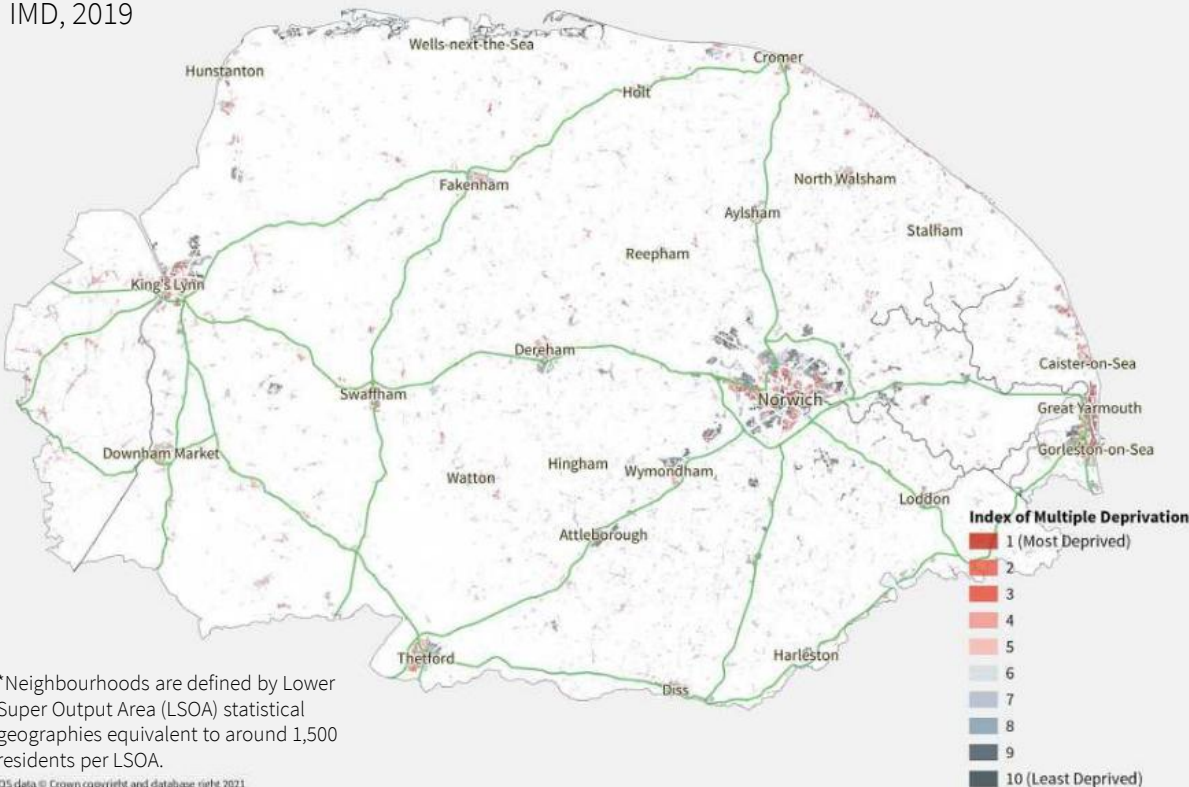 IMD, 2019
Wells-next-the-Sea
Cromer
Hunstanton
Holt
North Walsham
Fakenham
Aylsham
Stalham
Reepham
King's Lynn
Dereham
Caister-on-Sea
Swaffham
Norwich
Great Yarmouth
Downham Market
Gorleston-on-Sea
Hingham
Wymondham
Watton
Loddon
Attleborough
Thetford
Harleston
Diss
Index of Multiple Deprivation
1 (Most Deprived)
2
3
4
5
6
7
8
9
10 (Least Deprived)
*Neighbourhoods are defined by Lower
Super Output Area (LSOA) statistical
geographies equivalent to around 1,500
residents per LSOA.
OS data © Crown copyright and database right 2021